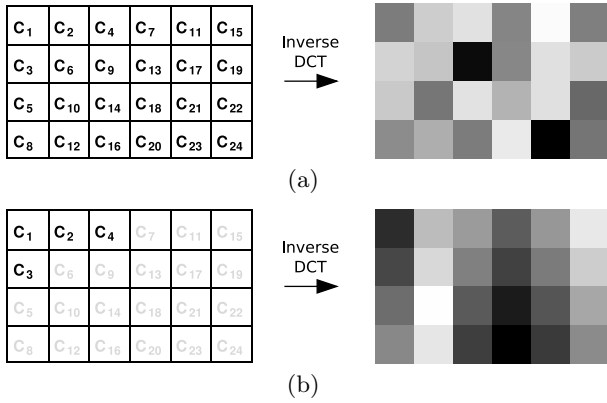 C1 C2 C4 C7 C11 C15
C3 C6 C9 C13 C17 C19
C5 C10 C14 C18 C21 C22
C8 C12 C16 C20 C23 C24
Inverse
DCT
(a)
C1 C2 C4 C7 C11 C15
C3 C6 C9 C13 C17 C19
C5 C10 C14 C18 C21 C22
C8 C12 C16 C20 C23 C24
Inverse
DCT
(b)